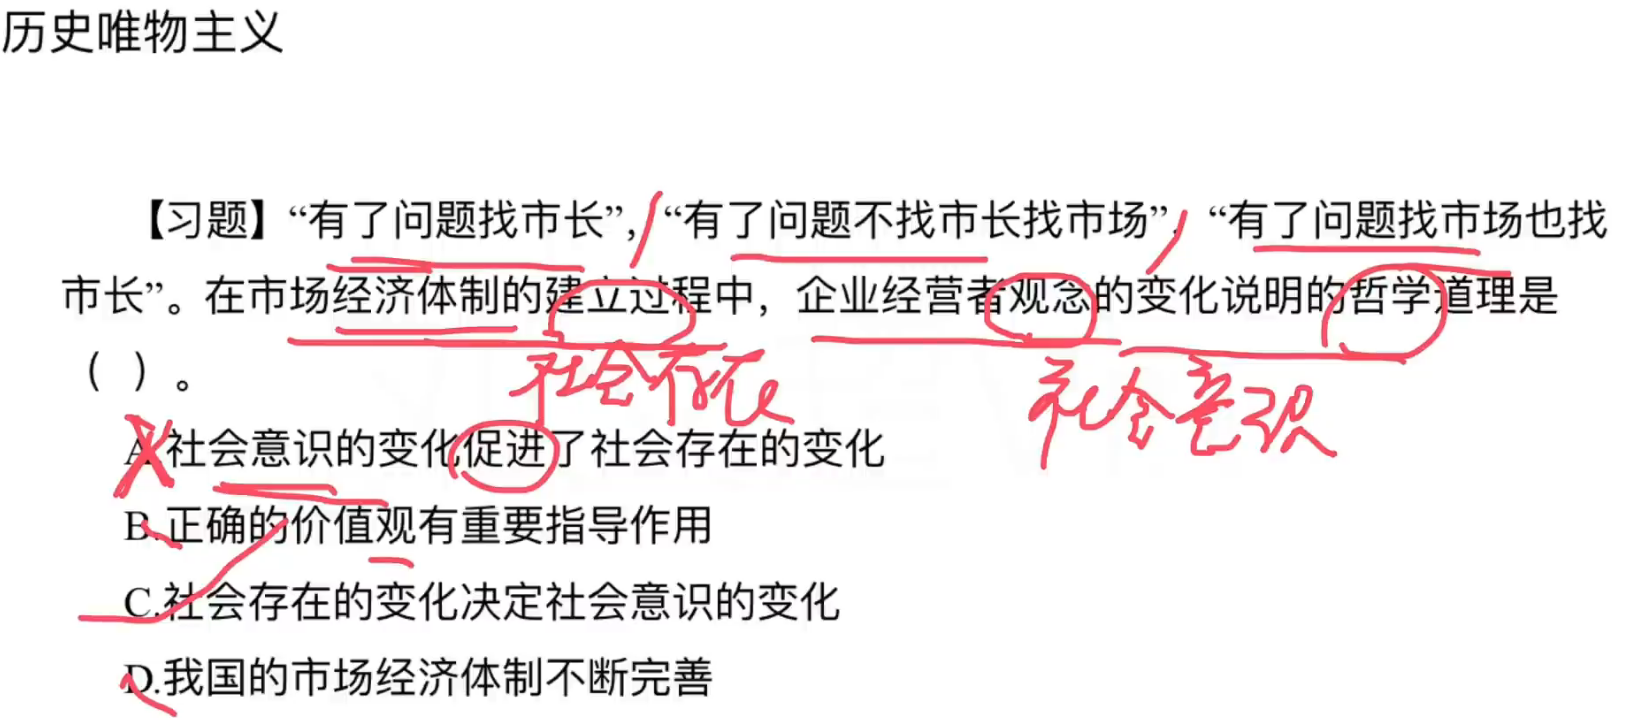 历史唯物主义
【习题】“有了问题找市长”,“有了问题不找市长找市场”,“有了问题找市场也找
市长”。在市场经济体制的建立过程中，企业经营者观念的变化说明的哲学道理是
（ ）。
社会存在
社会意识
A.社会意识的变化促进了社会存在的变化
B.正确的价值观有重要指导作用
C.社会存在的变化决定社会意识的变化
D.我国的市场经济体制不断完善